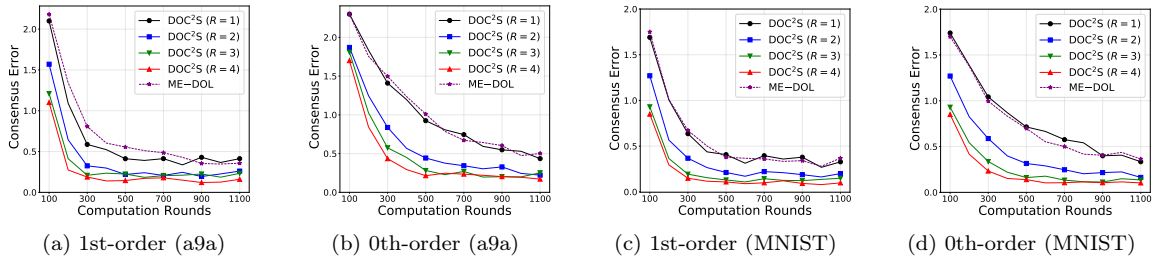 Consensus Error
2.0
1.5
1.0
0.5
0.0
100 300 500 700 900 1100
Computation Rounds
DOC²S (R = 1)
DOC²S (R = 2)
DOC²S (R = 3)
DOC²S (R = 4)
ME−DOL
(a) 1st-order (a9a)
Consensus Error
2.0
1.5
1.0
0.5
0.0
100 300 500 700 900 1100
Computation Rounds
DOC²S (R = 1)
DOC²S (R = 2)
DOC²S (R = 3)
DOC²S (R = 4)
ME−DOL
(b) 0th-order (a9a)
Consensus Error
2.0
1.5
1.0
0.5
0.0
100 300 500 700 900 1100
Computation Rounds
DOC²S (R = 1)
DOC²S (R = 2)
DOC²S (R = 3)
DOC²S (R = 4)
ME−DOL
(c) 1st-order (MNIST)
Consensus Error
2.0
1.5
1.0
0.5
0.0
100 300 500 700 900 1100
Computation Rounds
DOC²S (R = 1)
DOC²S (R = 2)
DOC²S (R = 3)
DOC²S (R = 4)
ME−DOL
(d) 0th-order (MNIST)